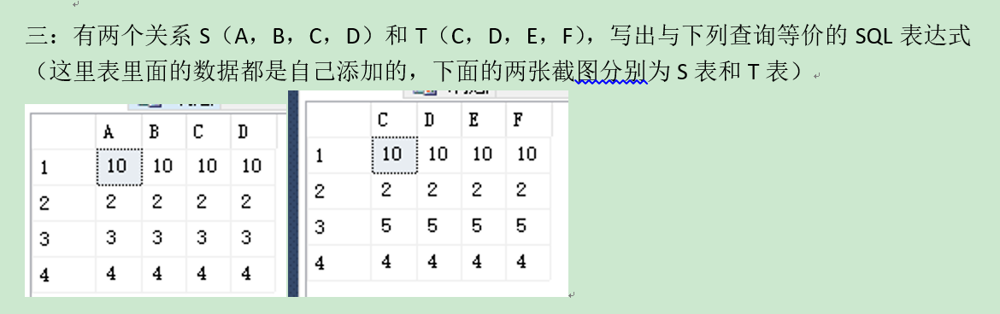 三：有两个关系 S（A，B，C，D）和 T（C，D，E，F），写出与下列查询等价的 SQL 表达式
（这里表里面的数据都是自己添加的，下面的两张截图分别为 S 表和 T 表）
A B C D
1 10 10 10 10
2 2 2 2 2
3 3 3 3 3
4 4 4 4 4
C D E F
1 10 10 10 10
2 2 2 2 2
3 5 5 5 5
4 4 4 4 4